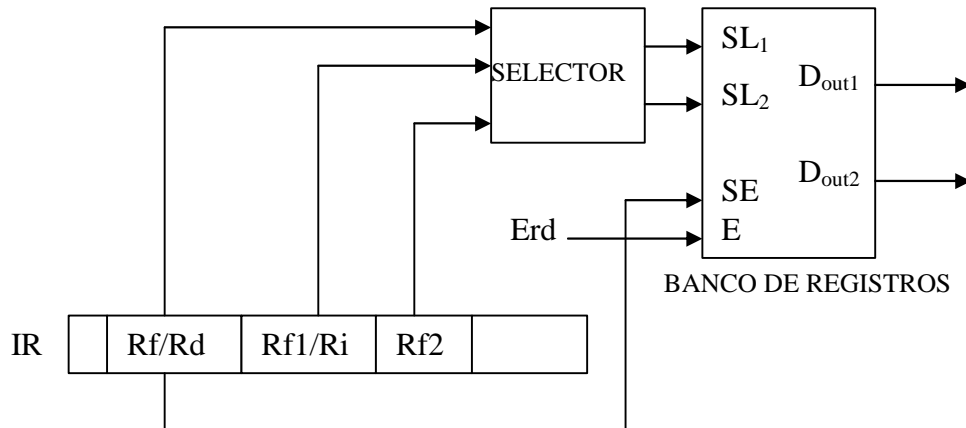 SELECTOR
SL1
SL2
Dout1
Dout2
SE
E
Erd
BANCO DE REGISTROS
IR
Rf/Rd
Rf1/Ri
Rf2